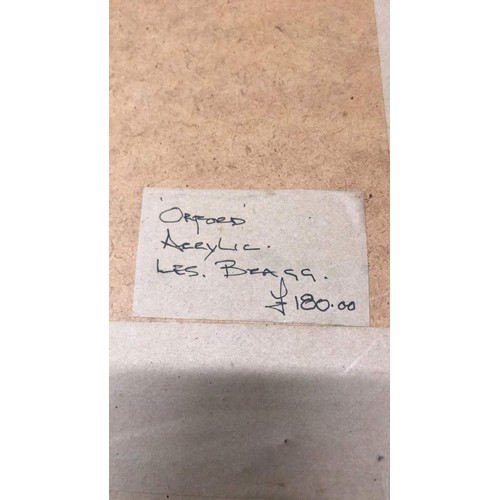 'Orford'
Acrylic.
Les. Bragg.
£180.00